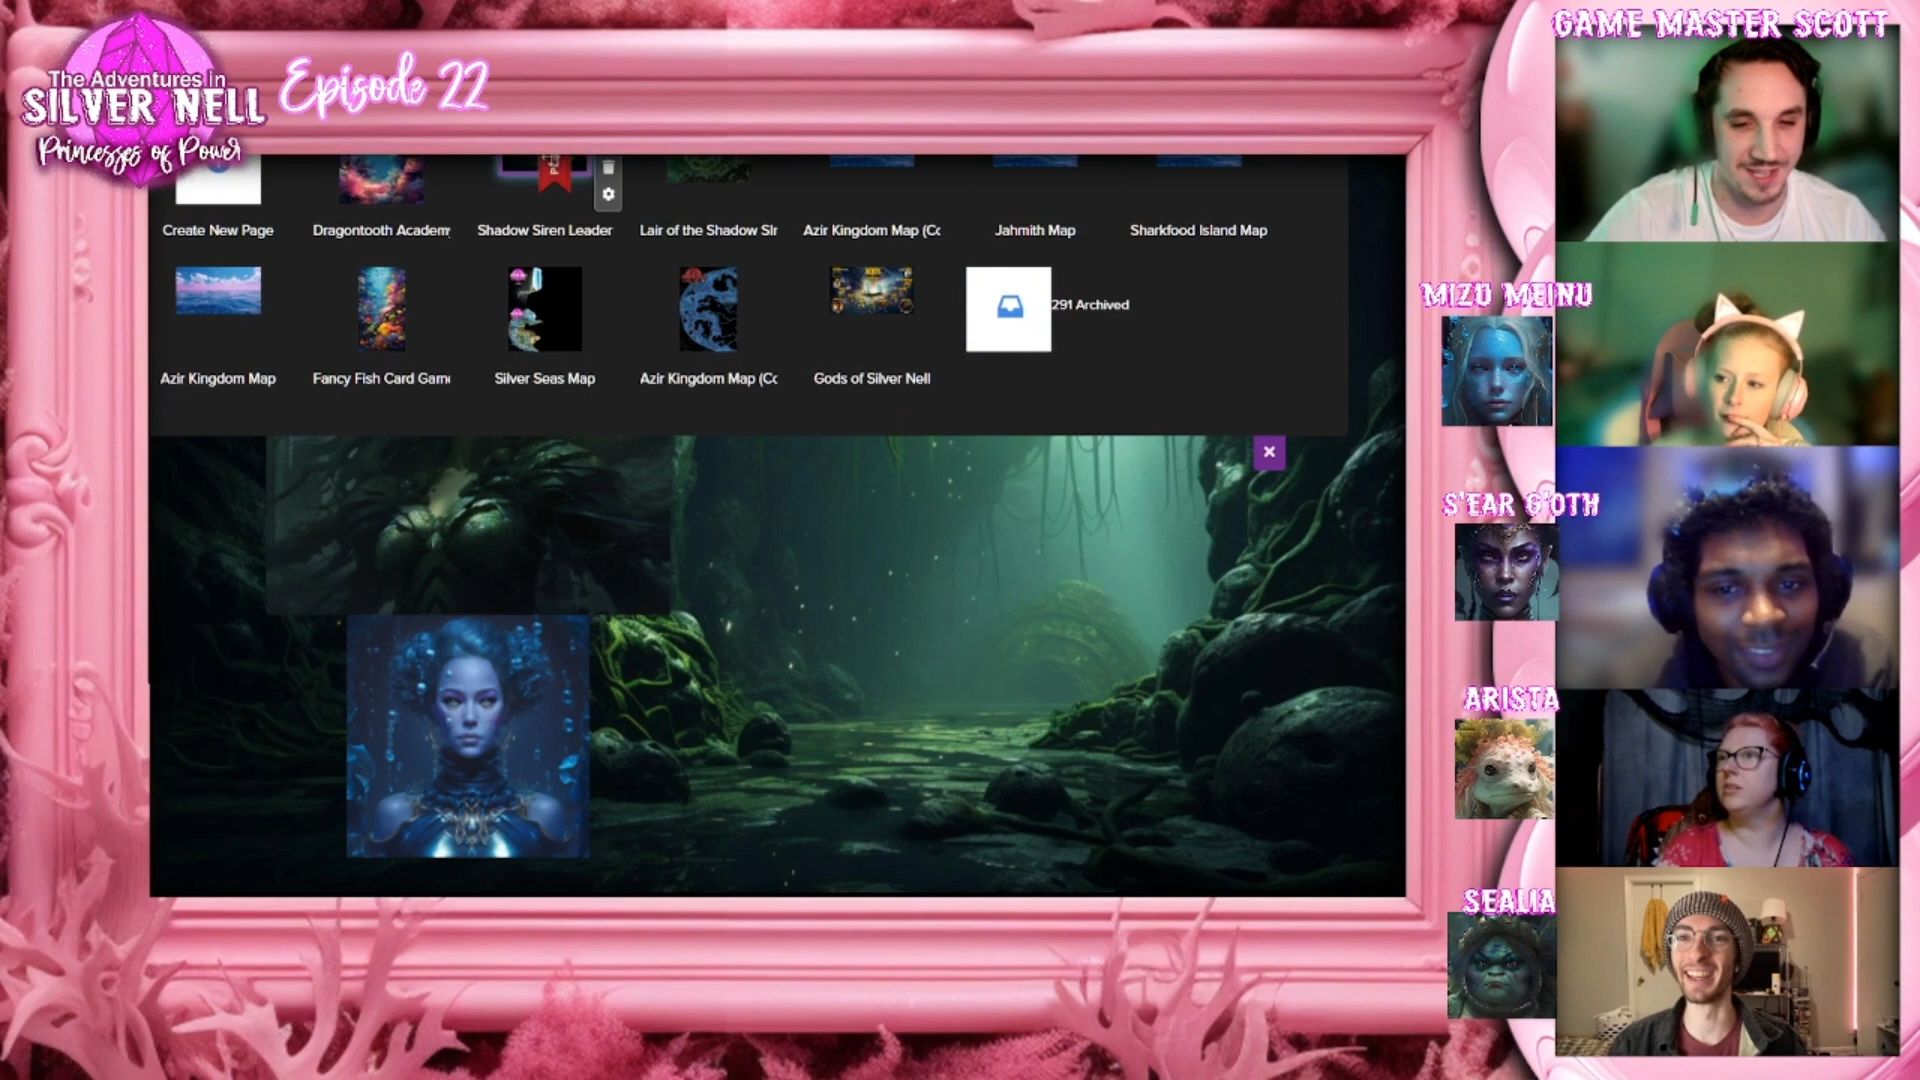 The Adventures in
SILVER NELL
Princesses of Power
Episode 22
GAME MASTER SCOTT
Create New Page
Dragontooth Academy
Shadow Siren Leader
Lair of the Shadow Sir
Azir Kingdom Map (Co
Jahmith Map
Sharkfood Island Map
291 Archived
Azir Kingdom Map
Fancy Fish Card Game
Silver Seas Map
Azir Kingdom Map (Co
Gods of Silver Nell
MIZU MEINU
S'EAR G'OTH
ARISTA
SEALIA